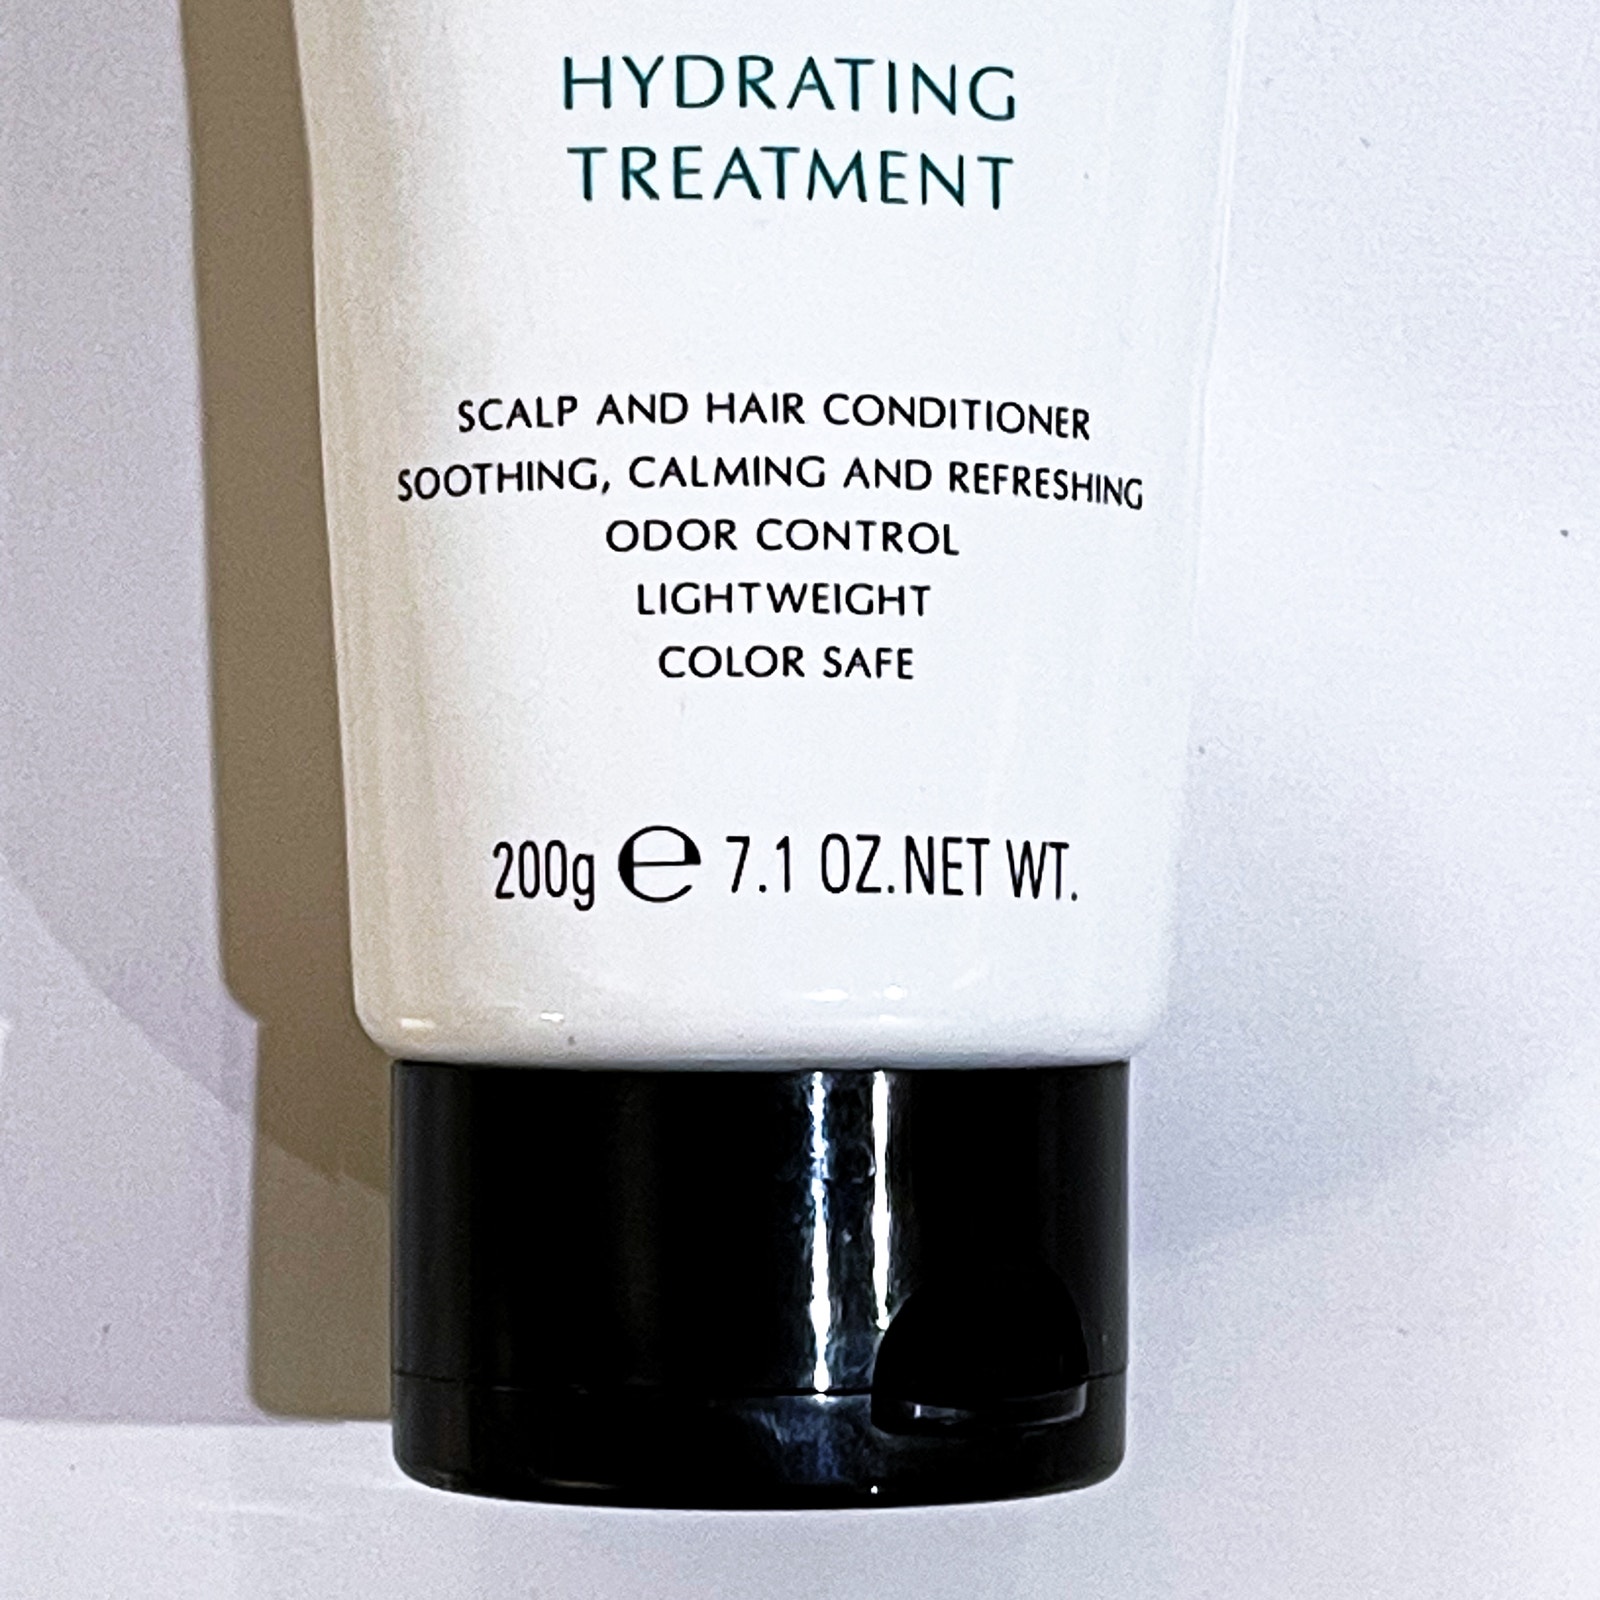 HYDRATING
TREATMENT
SCALP AND HAIR CONDITIONER
SOOTHING, CALMING AND REFRESHING
ODOR CONTROL
LIGHTWEIGHT
COLOR SAFE
200g e 7.1 OZ.NET WT.